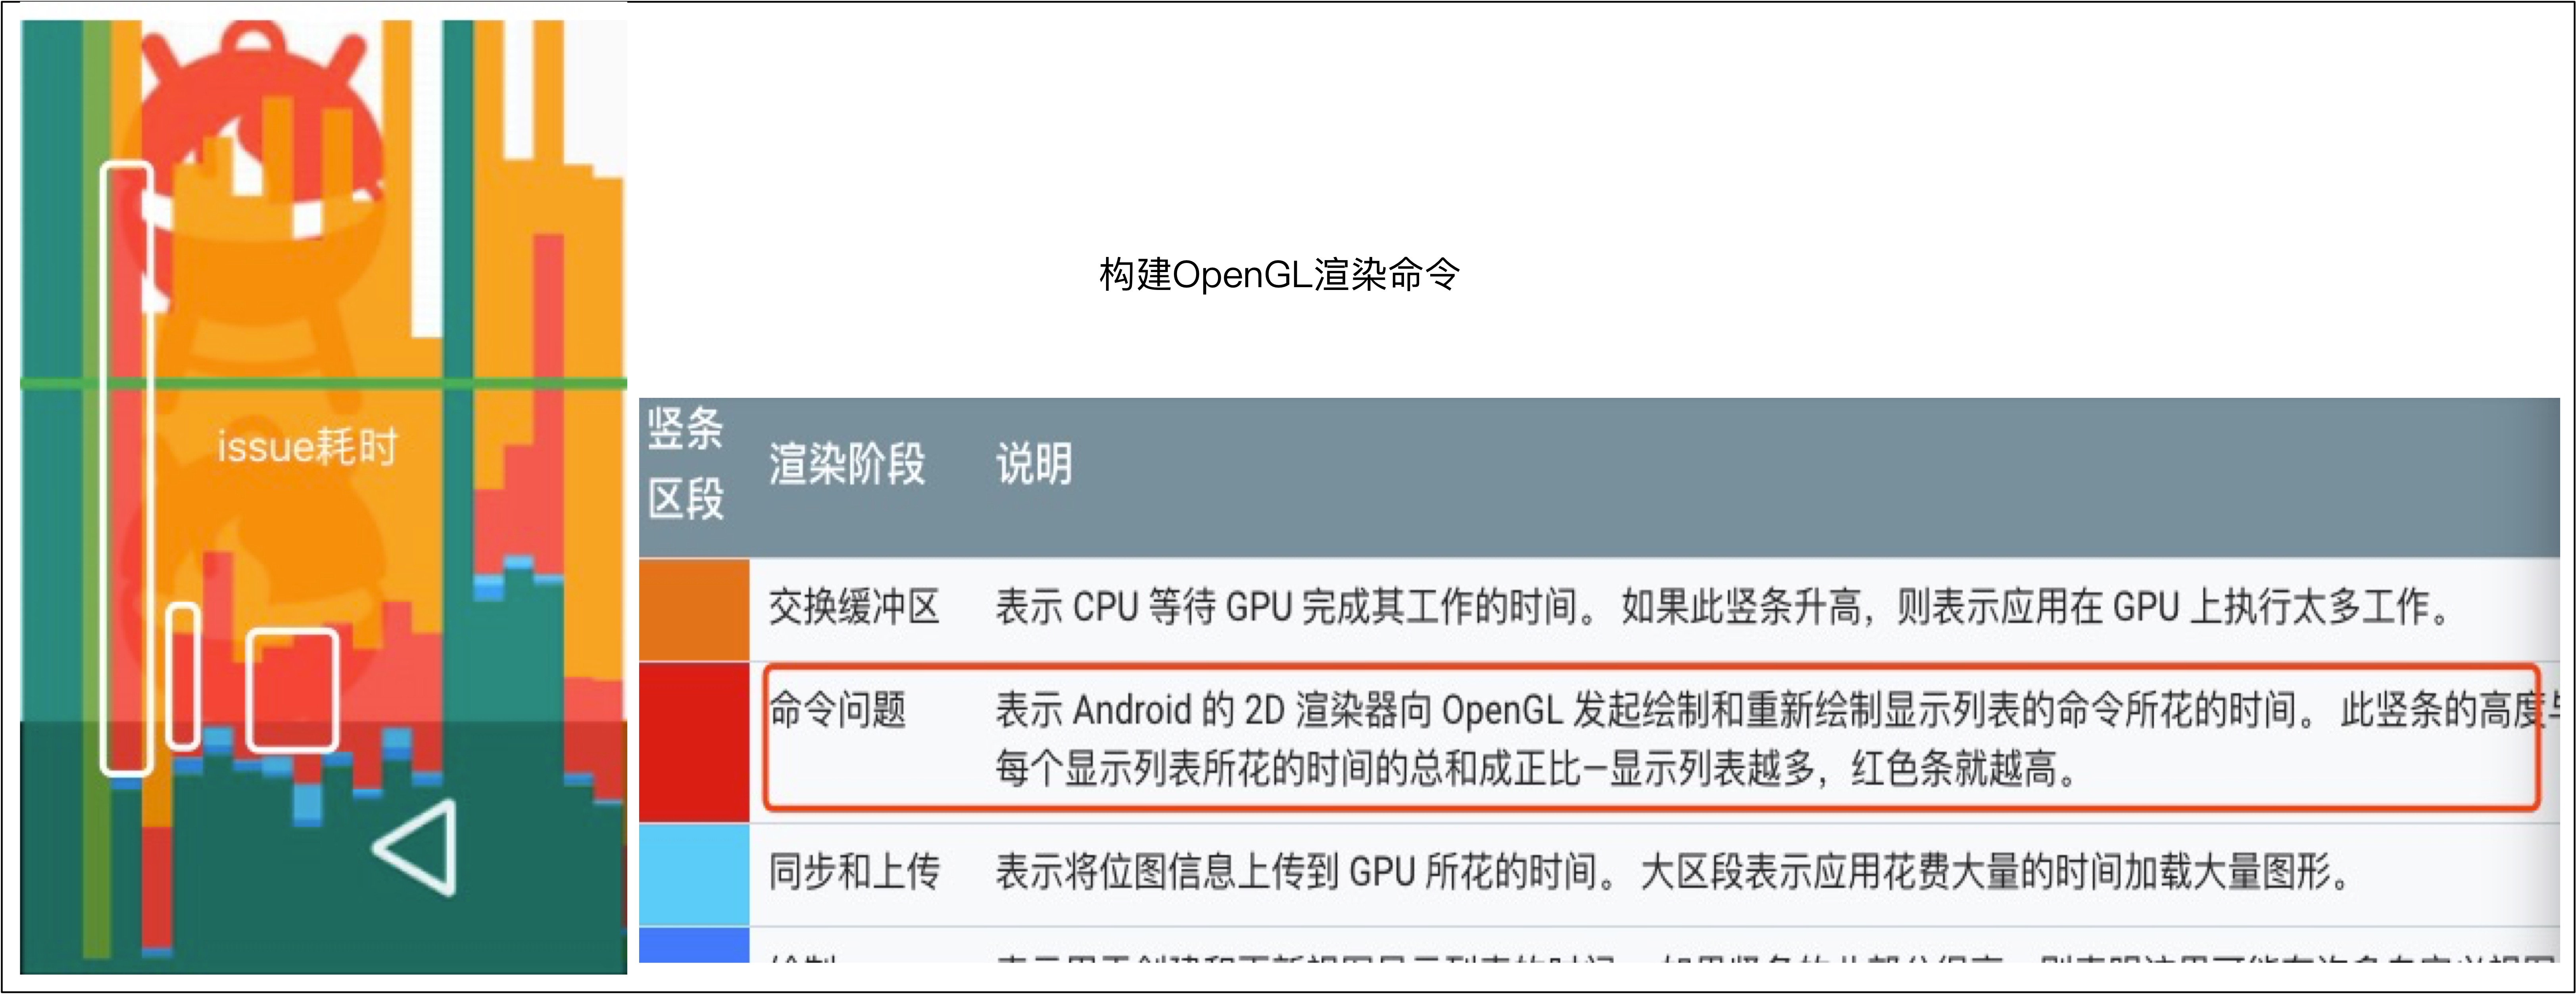 构建OpenGL渲染命令
issue耗时
竖条
区段
渲染阶段
说明
交换缓冲区
表示 CPU 等待 GPU 完成其工作的时间。 如果此竖条升高，则表示应用在 GPU 上执行太多工作。
命令问题
表示 Android 的 2D 渲染器向 OpenGL 发起绘制和重新绘制显示列表的命令所花的时间。 此竖条的高度与
每个显示列表所花的时间的总和成正比—显示列表越多，红色条就越高。
同步和上传
表示将位图信息上传到 GPU 所花的时间。 大区段表示应用花费大量的时间加载大量图形。